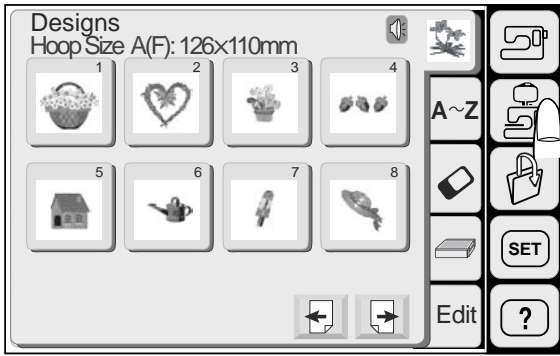 Designs
Hoop Size A(F): 126×110mm
1 2 3 4
A~Z
5 6 7 8
SET
Edit
?